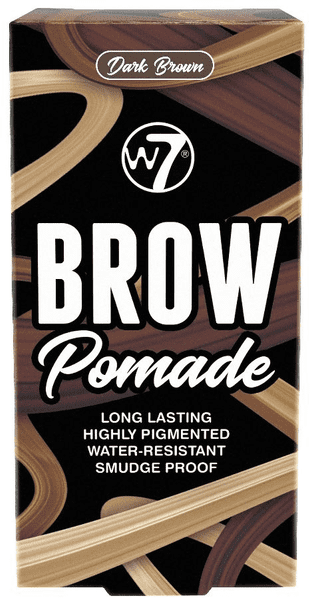 Dark Brown
W7®
BROW
Pomade
LONG LASTING
HIGHLY PIGMENTED
WATER-RESISTANT
SMUDGE PROOF